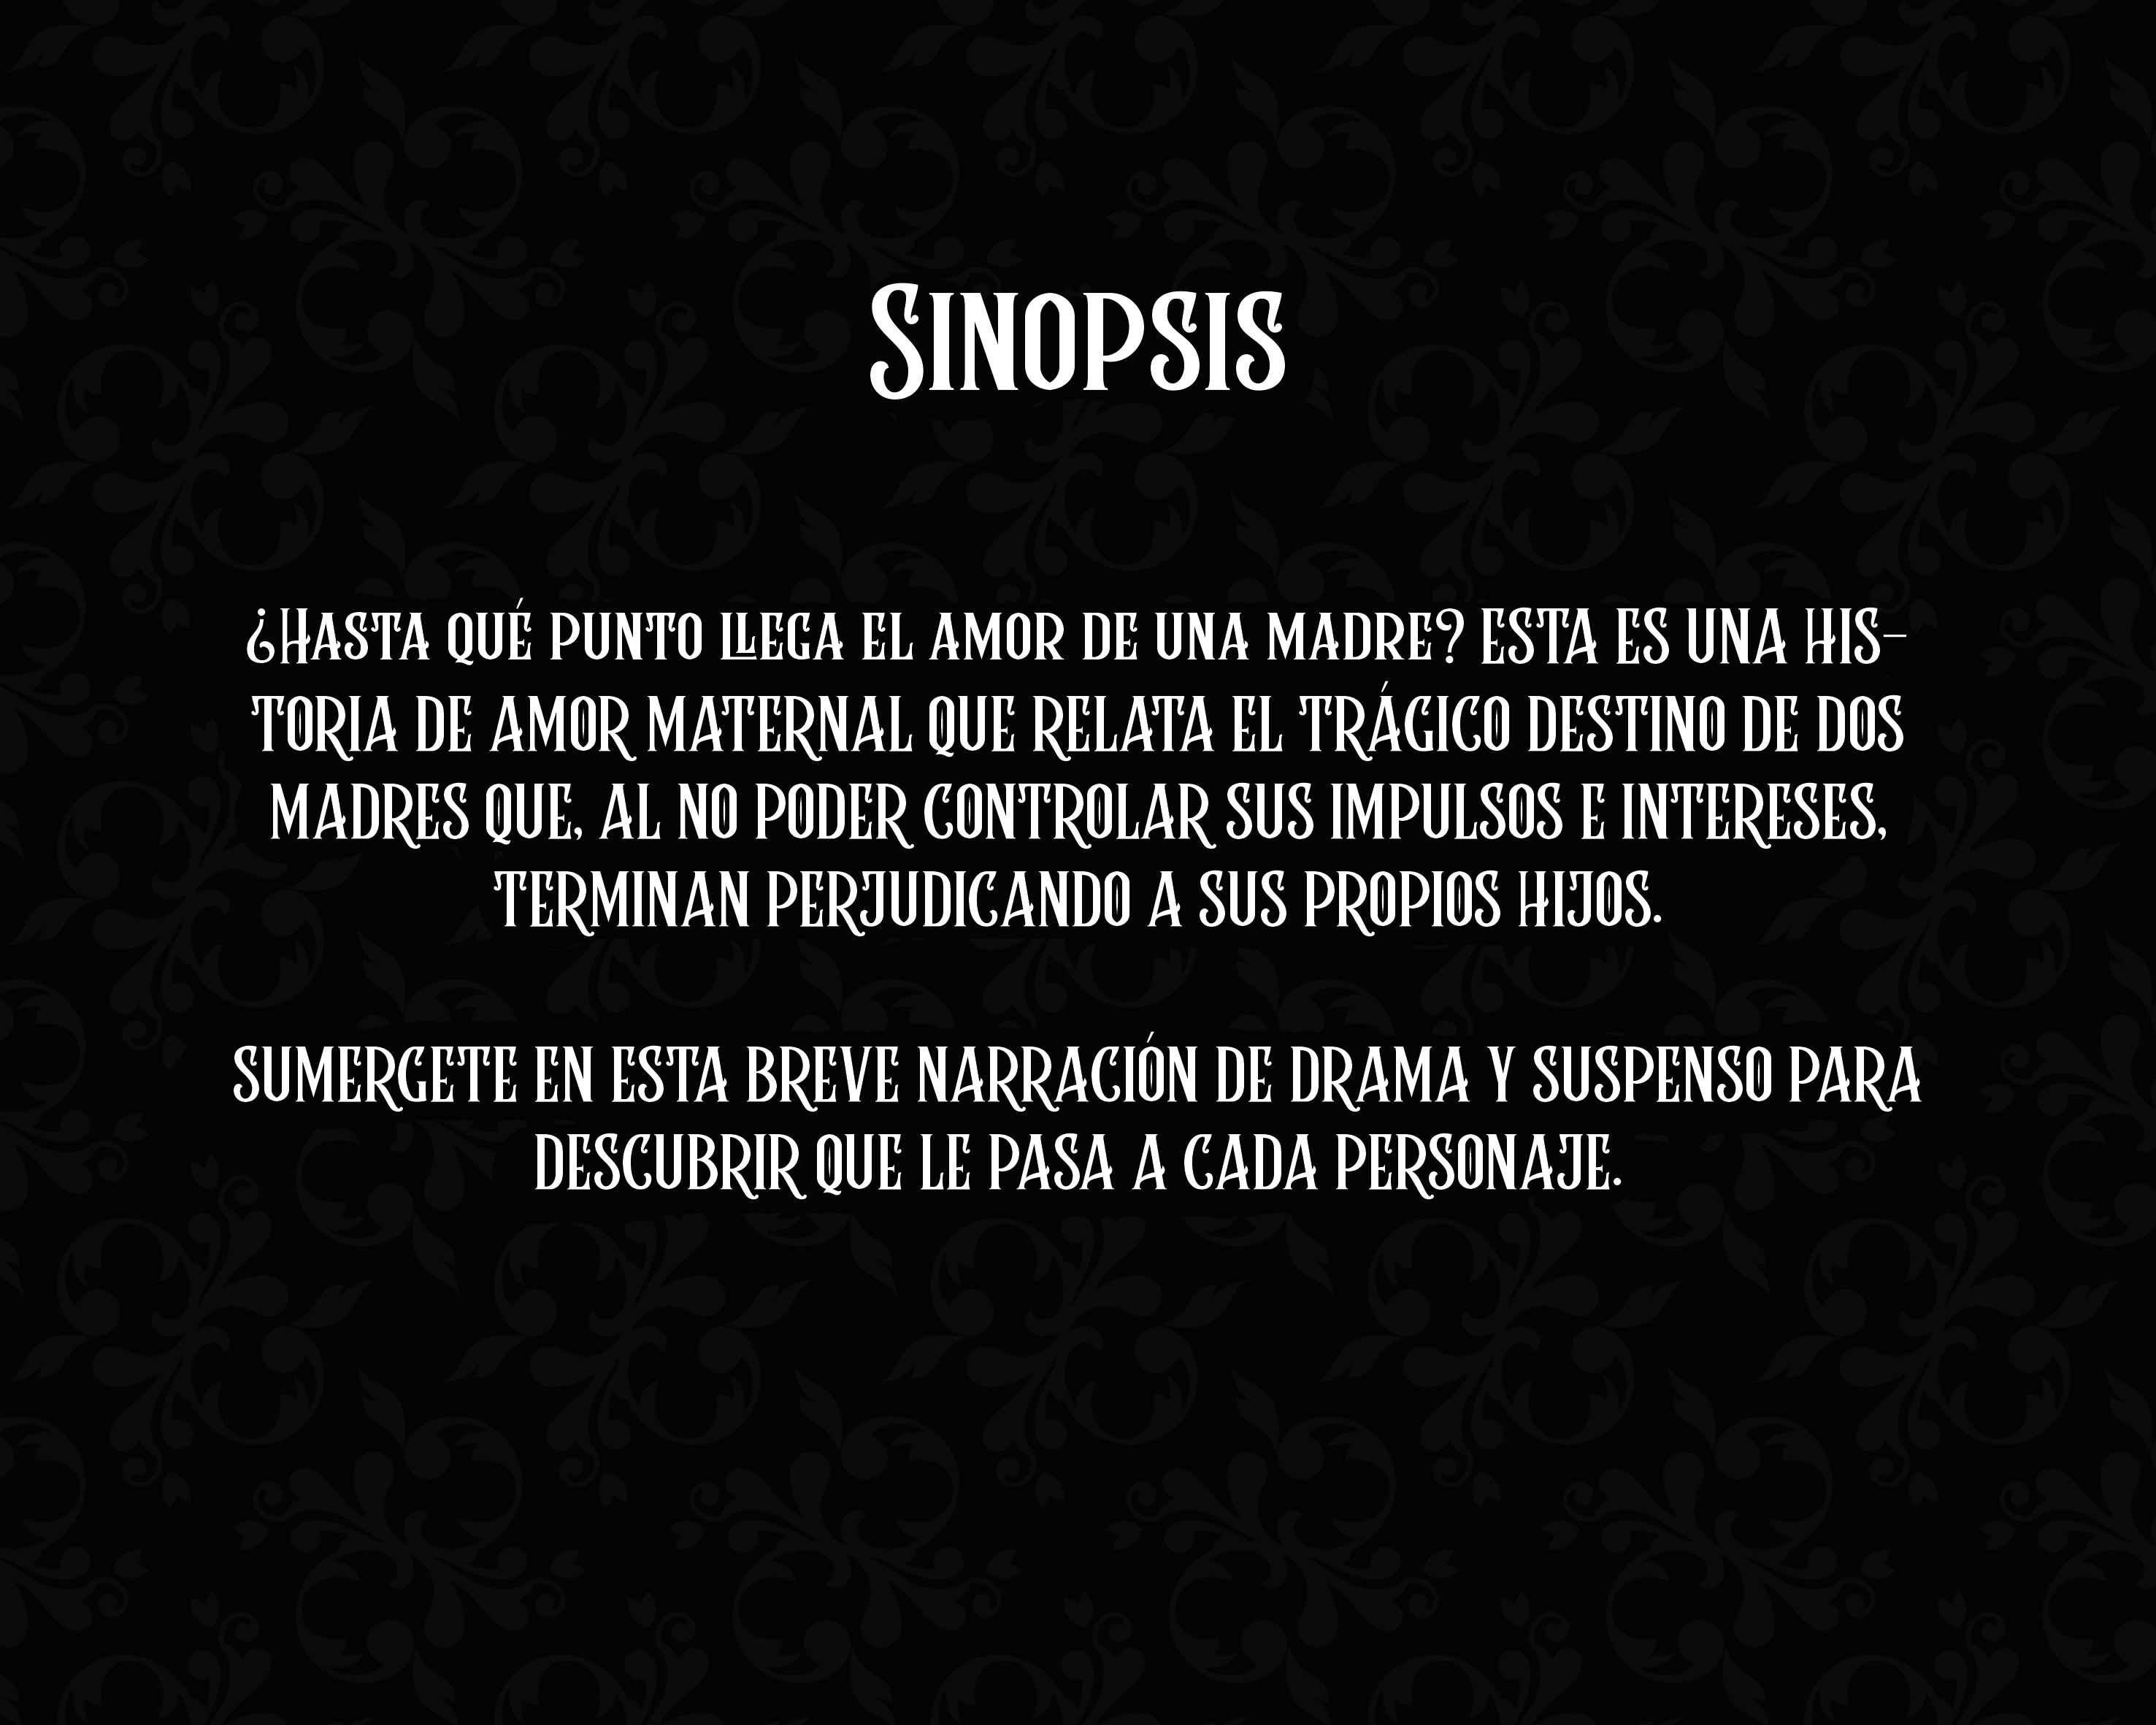 Sinopsis
¿Hasta qué punto llega el amor de una madre? ESTA ES UNA HIS-
TORIA DE AMOR MATERNAL QUE RELATA EL TRÁGICO DESTINO DE DOS
MADRES QUE, AL NO PODER CONTROLAR SUS IMPULSOS E INTERESES,
TERMINAN PERJUDICANDO A SUS PROPIOS HIJOS.
SUMERGETE EN ESTA BREVE NARRACIÓN DE DRAMA Y SUSPENSO PARA
DESCUBRIR QUE LE PASA A CADA PERSONAJE.